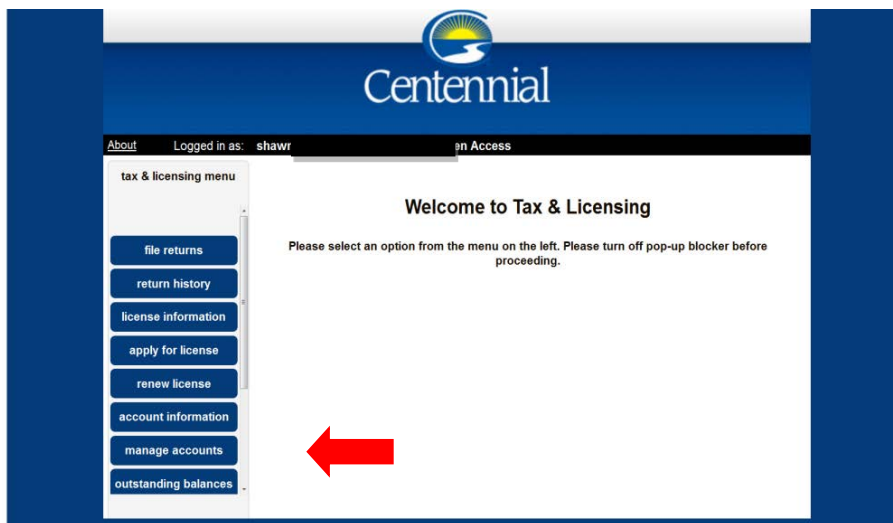 Centennial
About Logged in as: shawn en Access
tax & licensing menu
Welcome to Tax & Licensing
Please select an option from the menu on the left. Please turn off pop-up blocker before
proceeding.
file returns
return history
license information
apply for license
renew license
account information
manage accounts
outstanding balances